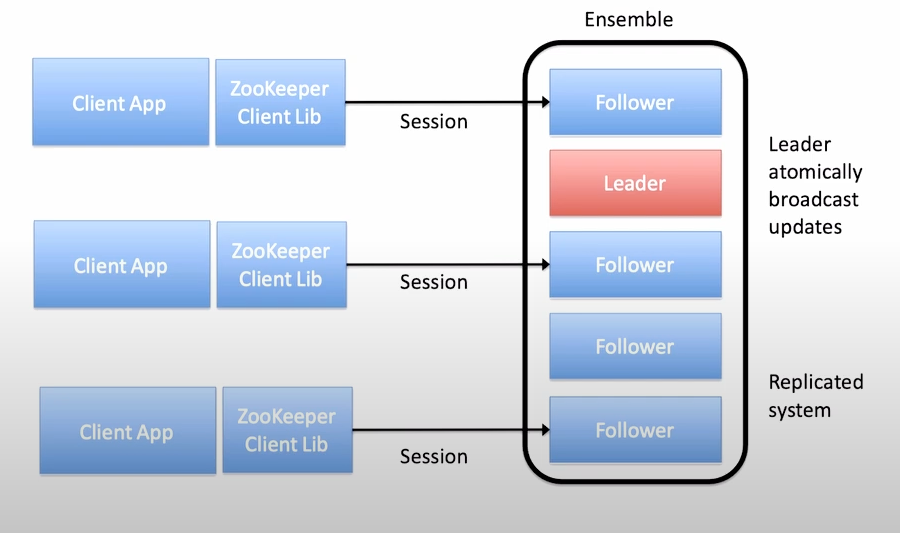 Ensemble
Client App
ZooKeeper
Client Lib
Session
Follower
Leader
Leader
atomically
broadcast
updates
Client App
ZooKeeper
Client Lib
Session
Follower
Follower
Replicated
system
Client App
ZooKeeper
Client Lib
Session
Follower